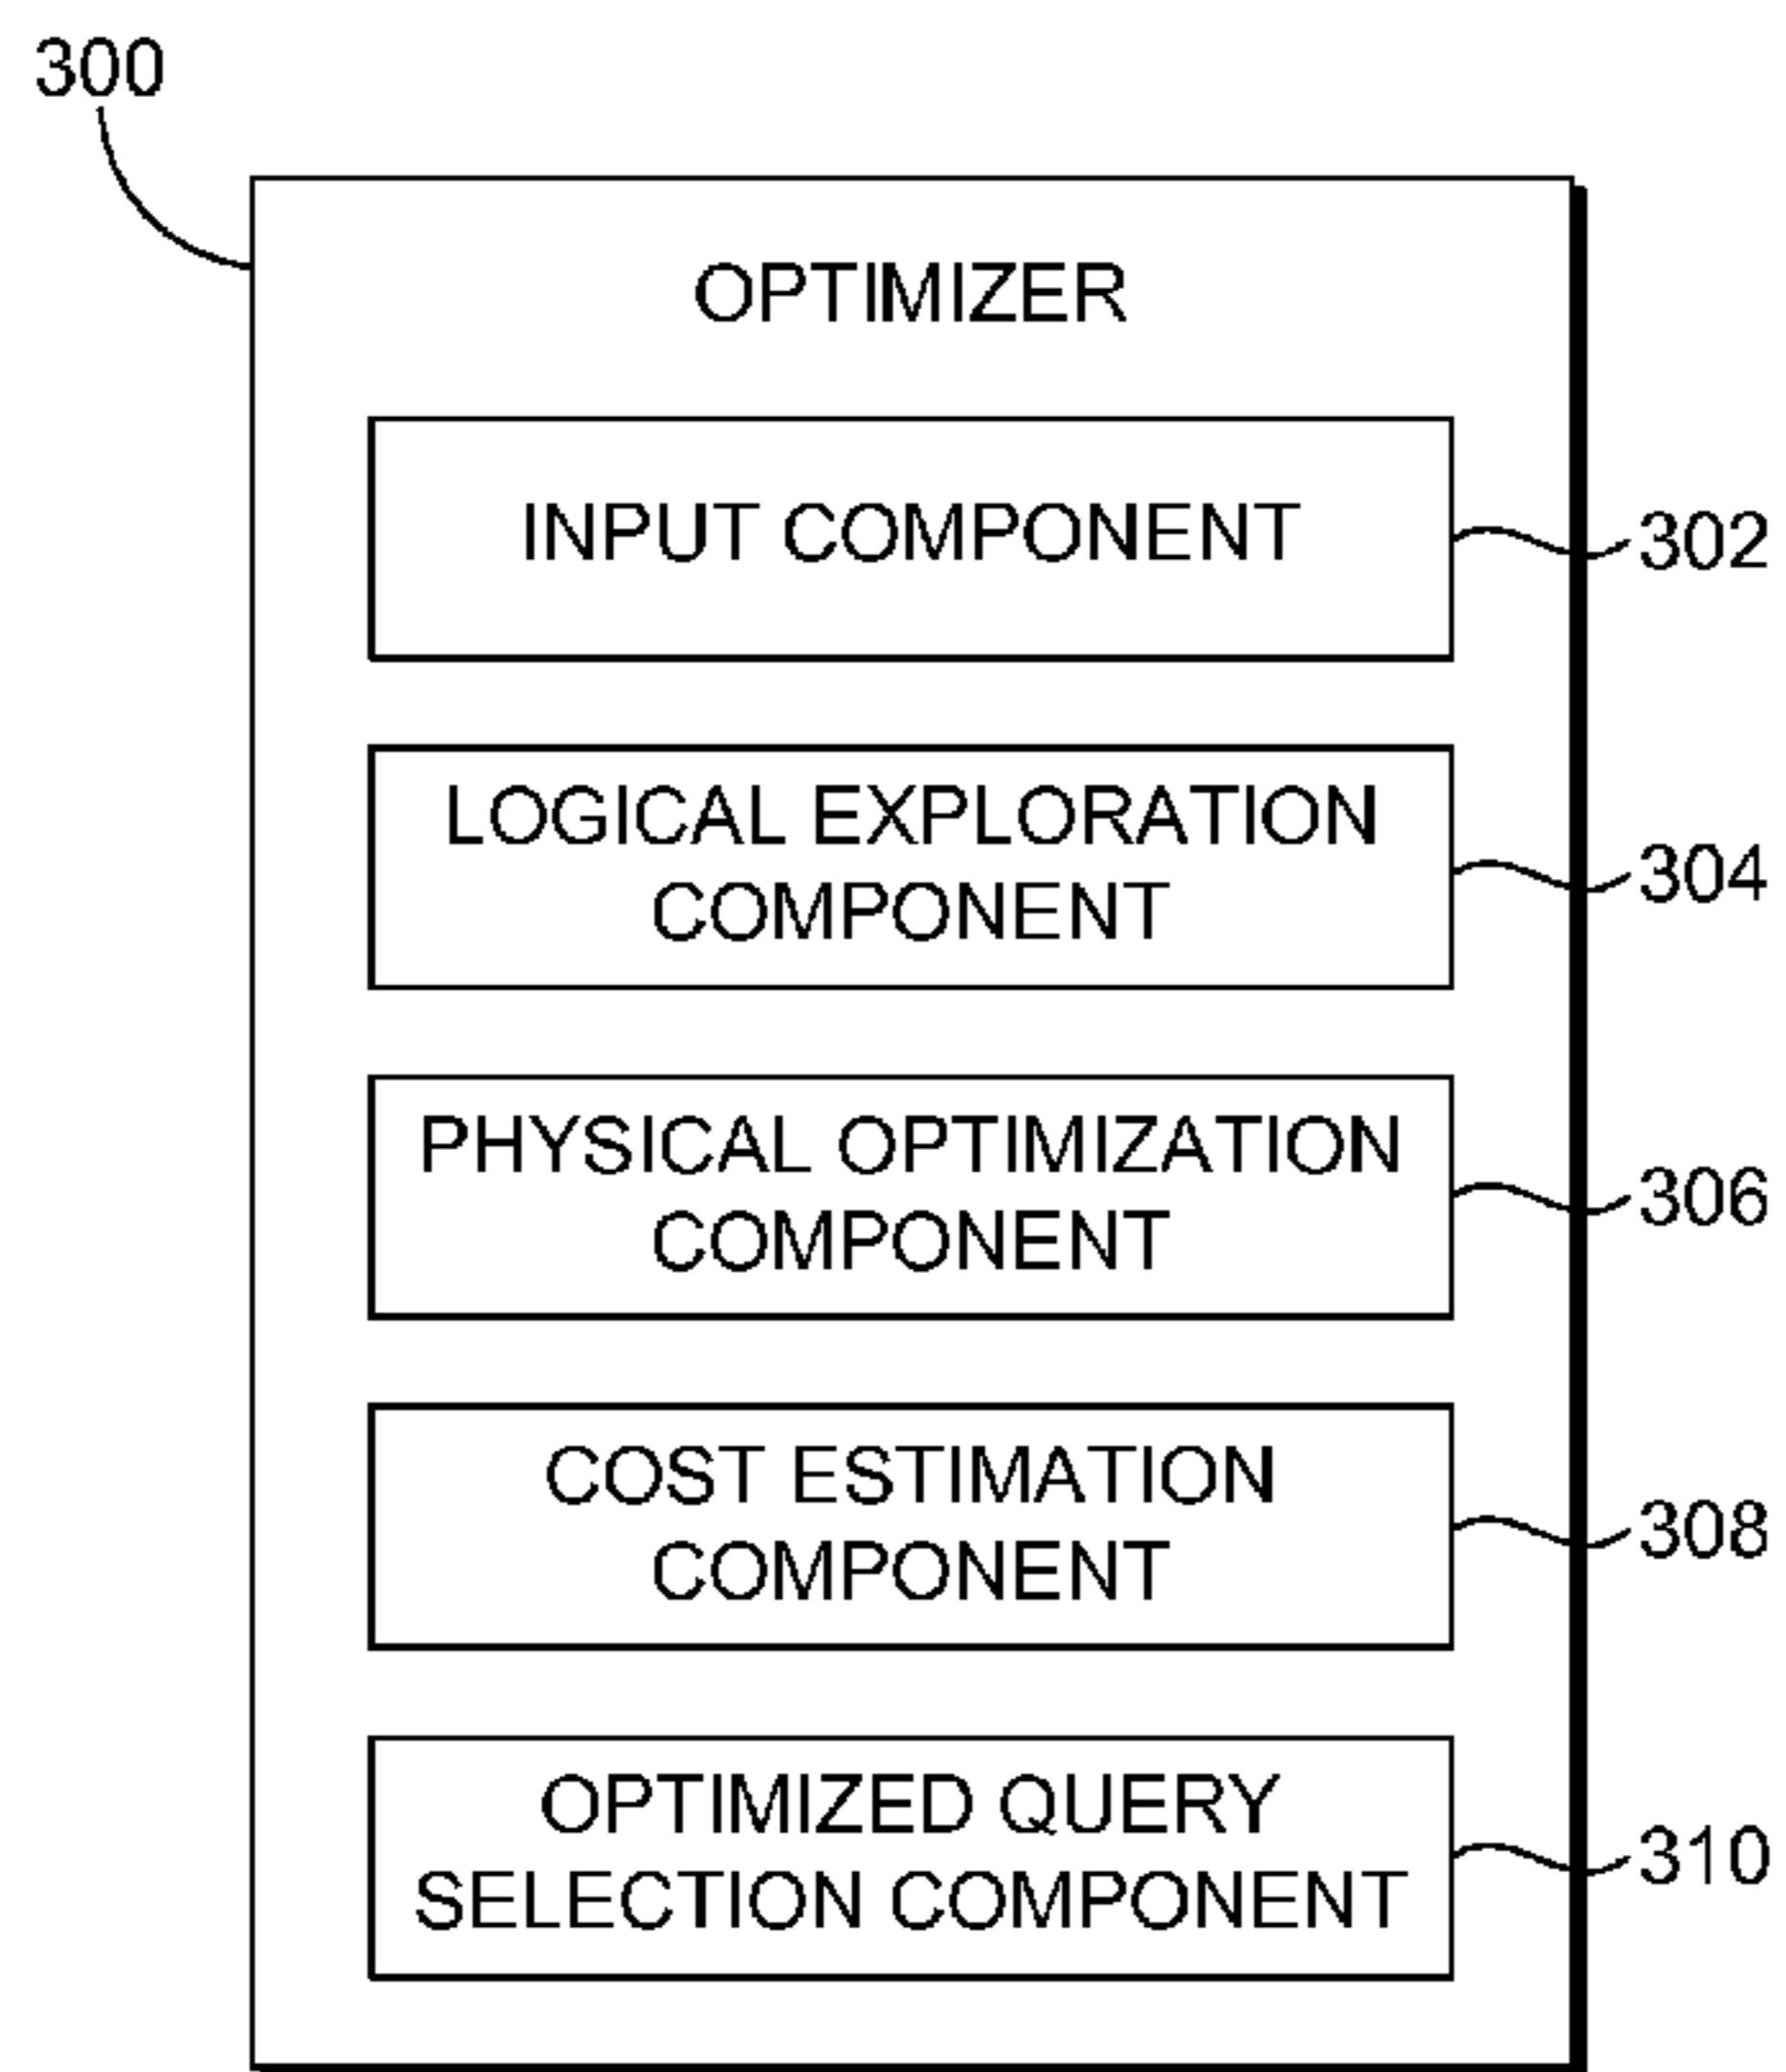 300
OPTIMIZER
INPUT COMPONENT
302
LOGICAL EXPLORATION
COMPONENT
304
PHYSICAL OPTIMIZATION
COMPONENT
306
COST ESTIMATION
COMPONENT
308
OPTIMIZED QUERY
SELECTION COMPONENT
310